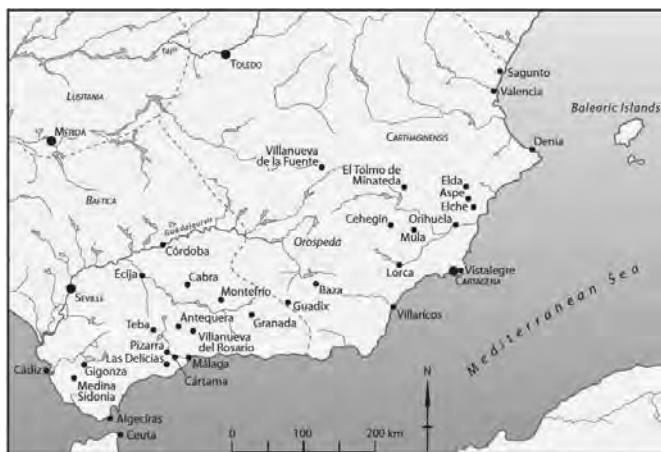 Tajo
TOLEDO
Sagunto
LUSITANIA
Valencia
Balearic Islands
MÉRIDA
CARTHAGINENSIS
Denia
Villanueva
de la Fuente
El Tolmo de
Minateda
Elda
Aspe
Elche
BAETICA
Guadalquivir
Cehegín
Orihuela
Mula
Orospeda
Córdoba
Lorca
Vistalegre
CARTAGENA
Écija
Cabra
SEVILLE
Montefrío
Baza
Guadix
Villaricos
Mediterranean Sea
Teba
Antequera
Granada
Villanueva
del Rosario
Pizarra
Las Delicias
Málaga
Cádiz
Gigonza
Cártama
Medina
Sidonia
N
Algeciras
Ceuta
0 100 200 km